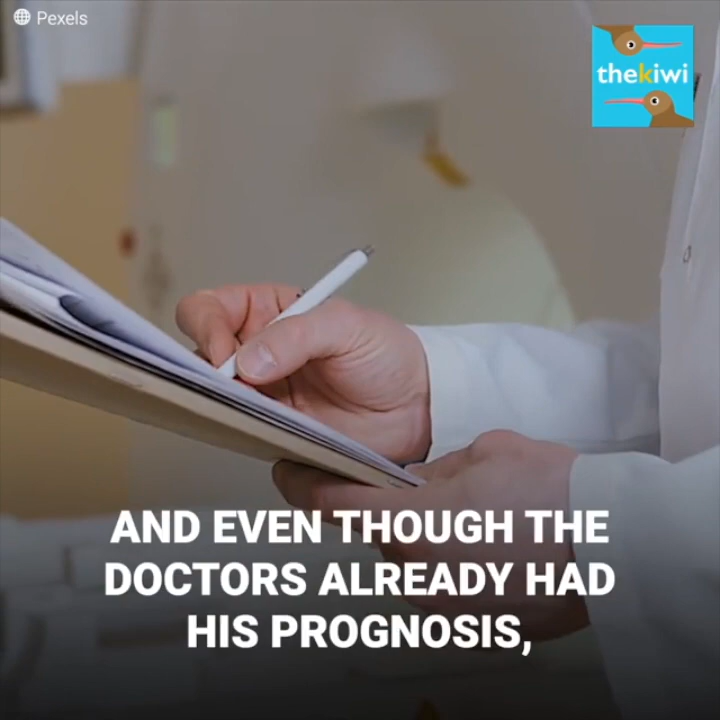 Pexels
thekiwi
AND EVEN THOUGH THE
DOCTORS ALREADY HAD
HIS PROGNOSIS,